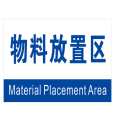 物料放置区
Material Placement Area